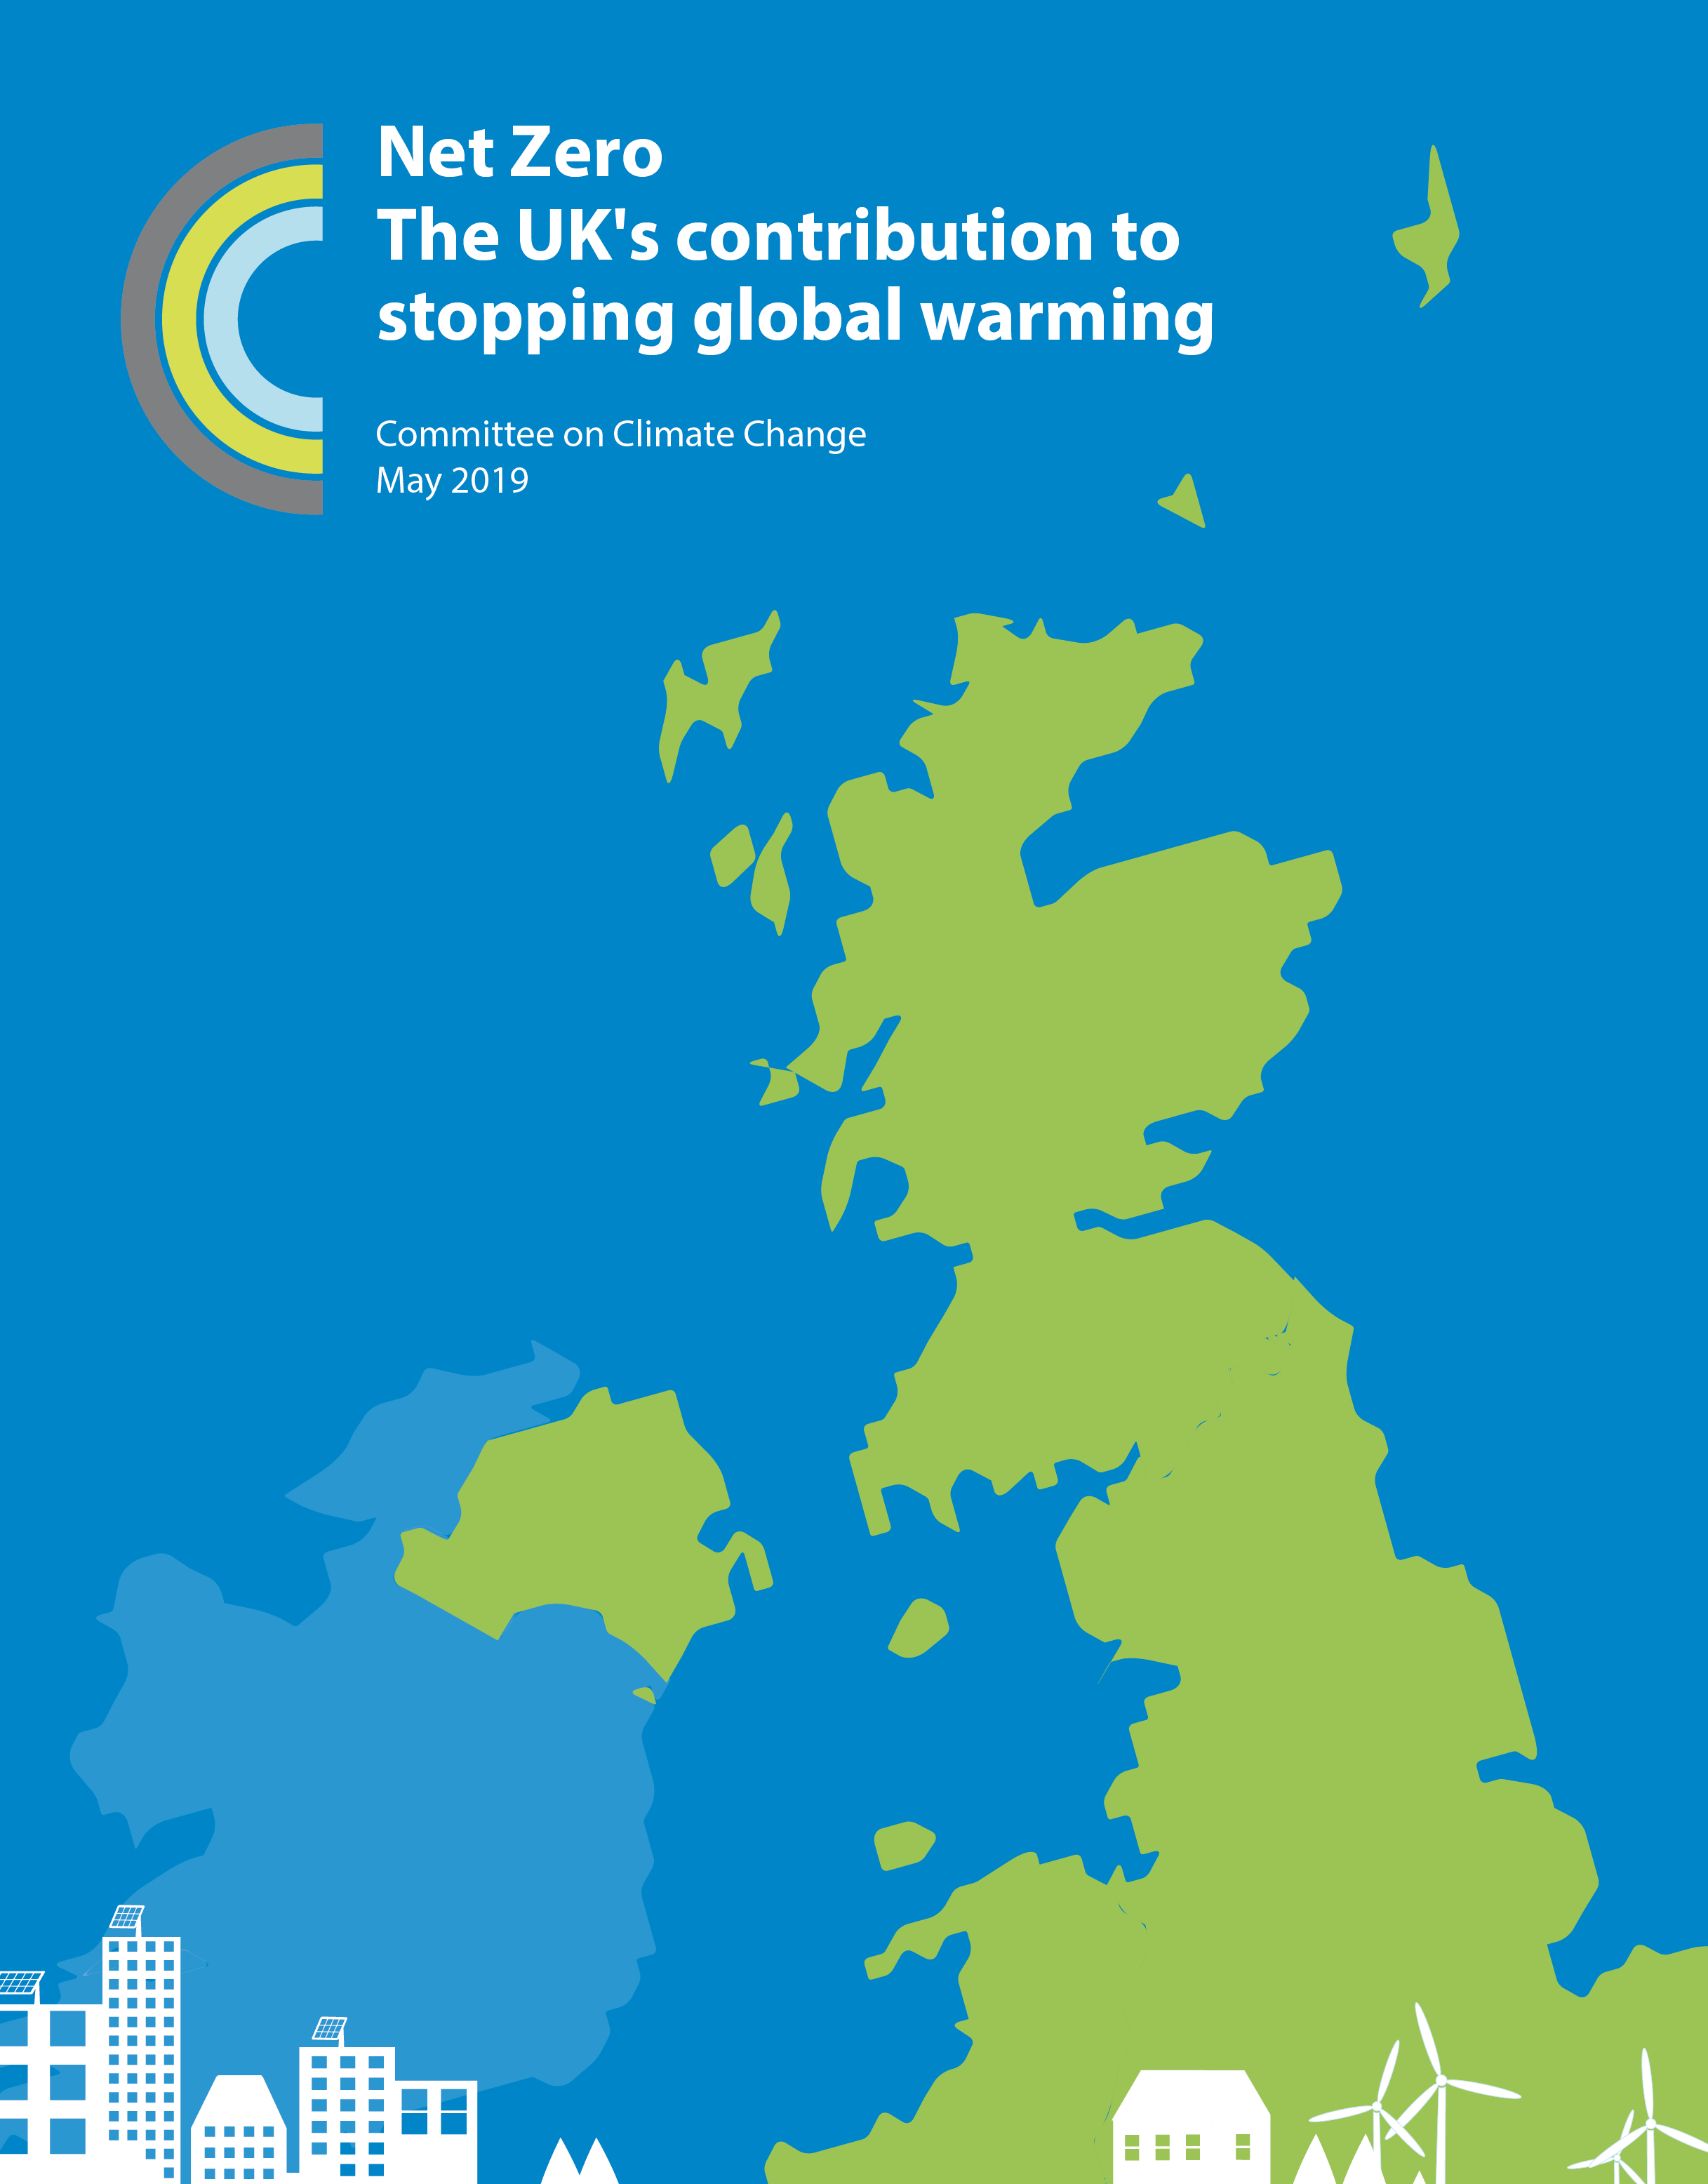 Net Zero
The UK's contribution to
stopping global warming
Committee on Climate Change
May 2019